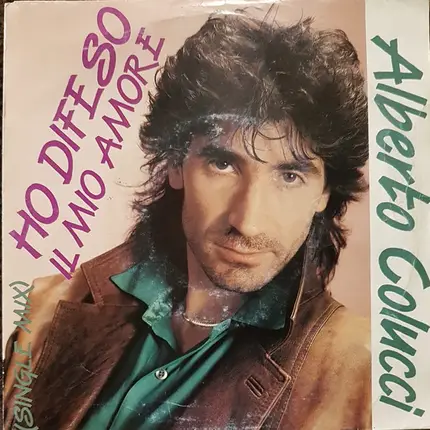 HO DIFESO
IL MIO AMORE
(SINGLE MIX)
Alberto Colucci